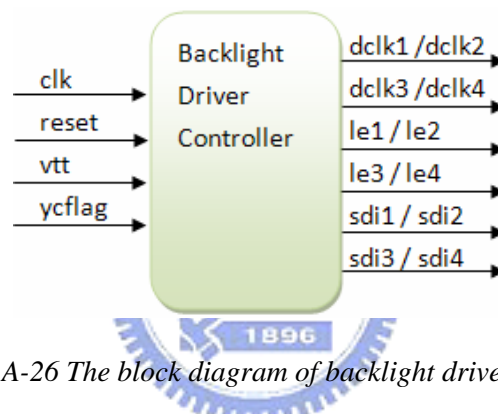 Backlight
Driver
Controller
clk
reset
vtt
ycflag
dclk1 /dclk2
dclk3 /dclk4
le1 / le2
le3 / le4
sdi1 / sdi2
sdi3 / sdi4
1896
A-26 The block diagram of backlight drive